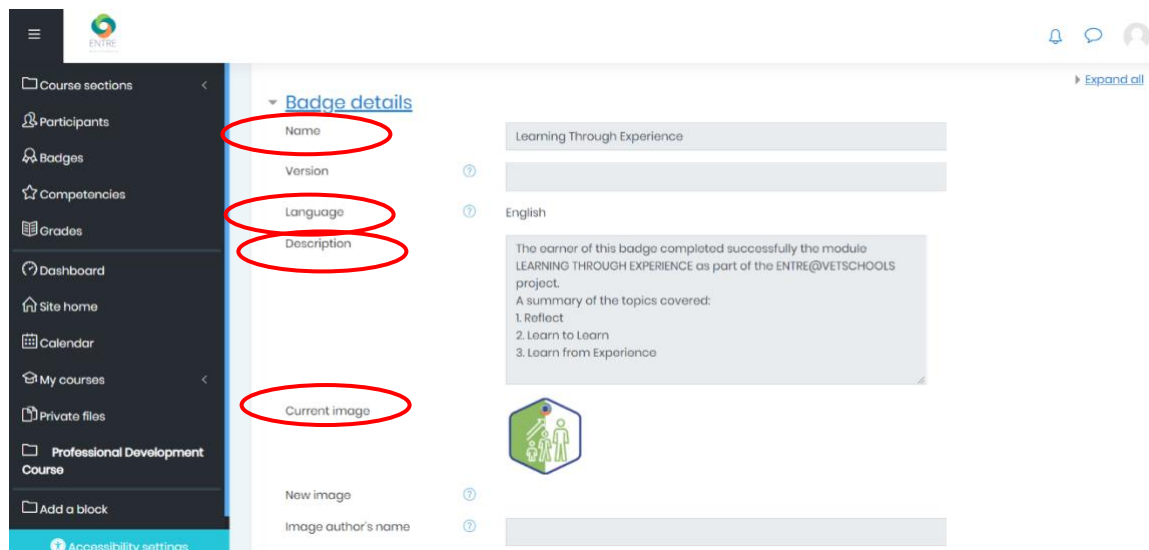 ENTRE
Expand all
Course sections
Participants
Badges
Competencies
Grades
Dashboard
Site home
Calendar
My courses
Private files
Professional Development
Course
Add a block
Accessibility settings
Badge details
Name
Learning Through Experience
Version
Language
English
Description
The earner of this badge completed successfully the module
LEARNING THROUGH EXPERIENCE as part of the ENTRE@VETSCHOOLS
project.
A summary of the topics covered:
1. Reflect
2. Learn to Learn
3. Learn from Experience
Current image
New image
Image author's name